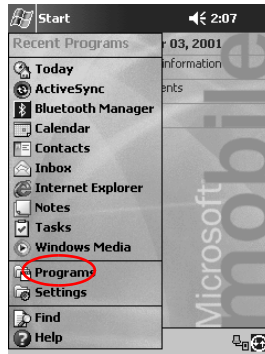 Start 2:07
Recent Programs r 03, 2001
Today
information
ActiveSync
ents
Bluetooth Manager
Calendar
Contacts
Inbox
Internet Explorer
Notes
Tasks
Windows Media
Programs
Settings
Find
Help
Microsoft
mobile